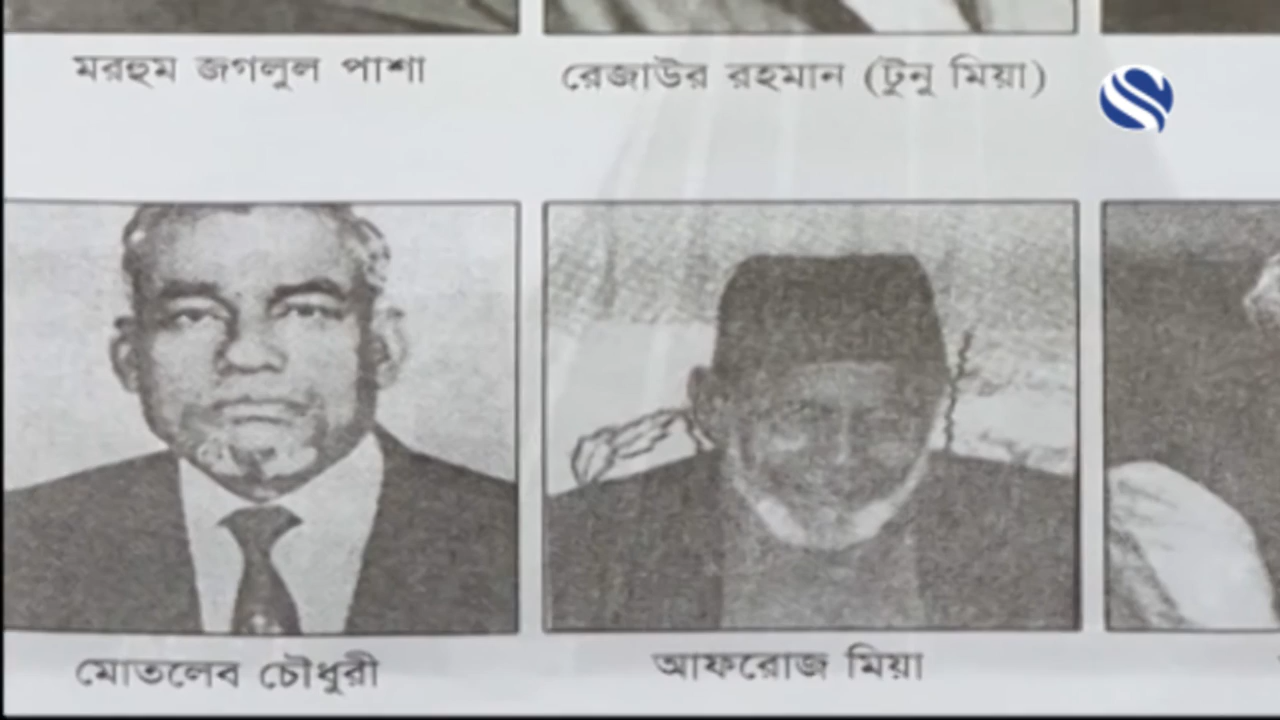 মরহুম জগলুল পাশা
রেজাউর রহমান (টুনু মিয়া)
মোতলেব চৌধুরী
আফরোজ মিয়া